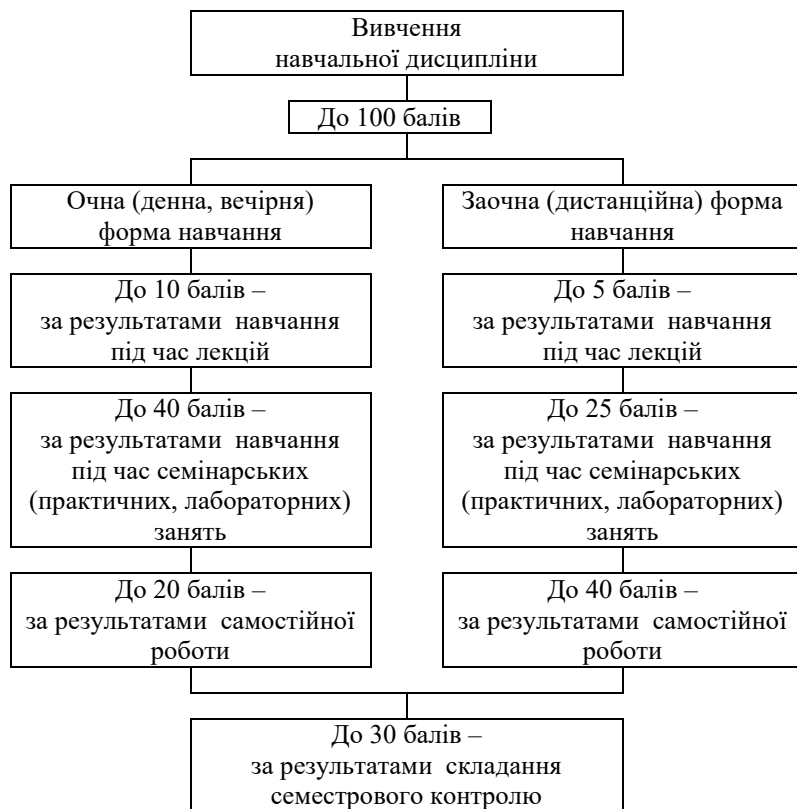 Вивчення
навчальної дисципліни
До 100 балів
Очна (денна, вечірня)
форма навчання
Заочна (дистанційна) форма
навчання
До 10 балів –
за результатами навчання
під час лекцій
До 5 балів –
за результатами навчання
під час лекцій
До 40 балів –
за результатами навчання
під час семінарських
(практичних, лабораторних)
занять
До 25 балів –
за результатами навчання
під час семінарських
(практичних, лабораторних)
занять
До 20 балів –
за результатами самостійної
роботи
До 40 балів –
за результатами самостійної
роботи
До 30 балів –
за результатами складання
семестрового контролю